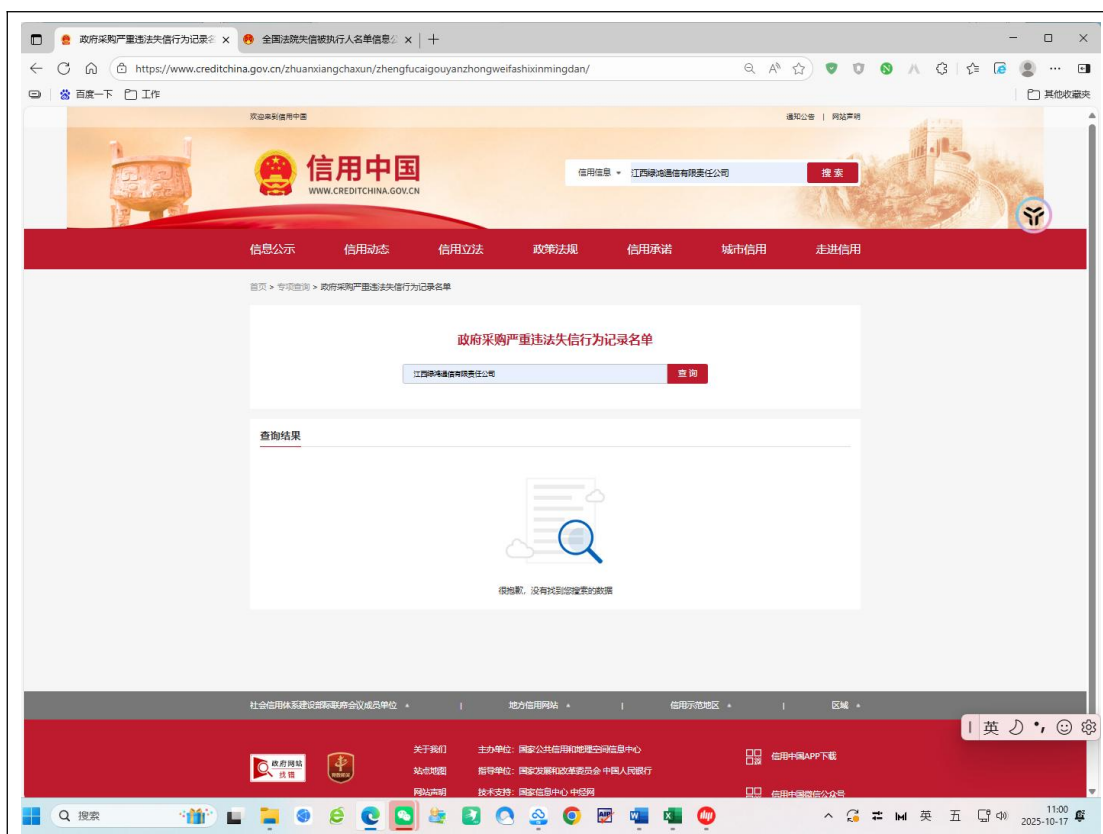 政府采购严重违法失信行为记录名 全国法院失信被执行人名单信息公
https://www.creditchina.gov.cn/zhuanxiangchaxun/zhengfucaigouyanzhongweifashixinmingdan/
百度一下 工作 其他收藏夹
欢迎来到信用中国 通知公告 | 网站声明
信用中国
WWW.CREDITCHINA.GOV.CN
信用信息 江西绿鸿通信有限责任公司 搜索
信息公示 信用动态 信用立法 政策法规 信用承诺 城市信用 走进信用
首页 > 专项查询 > 政府采购严重违法失信行为记录名单
政府采购严重违法失信行为记录名单
江西绿鸿通信有限责任公司 查询
查询结果
很抱歉,没有找到您搜索的数据
社会信用体系建设部际联席会议成员单位 | 地方信用网站 | 信用示范地区 | 区域
英
关于我们 主办单位:国家公共信用和地理空间信息中心
政府网站 找错
站点地图 指导单位:国家发展和改革委员会 中国人民银行
信用中国APP下载
网站声明 技术支持:国家信息中心 中经网
信用中国微信公众号
搜索 英 五 11:00
2025-10-17